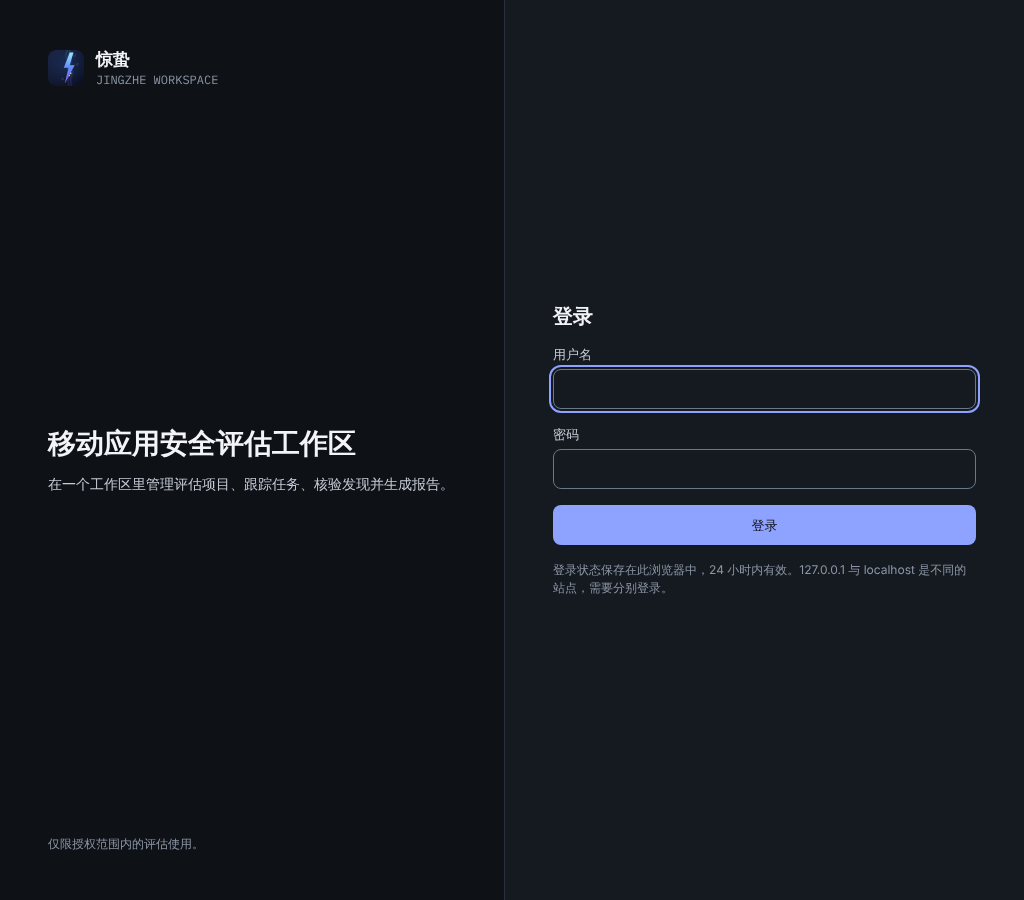 惊蛰
JINGZHE WORKSPACE
移动应用安全评估工作区
在一个工作区里管理评估项目、跟踪任务、核验发现并生成报告。
仅限授权范围内的评估使用。
登录
用户名
密码
登录
登录状态保存在此浏览器中，24 小时内有效。127.0.0.1 与 localhost 是不同的
站点，需要分别登录。